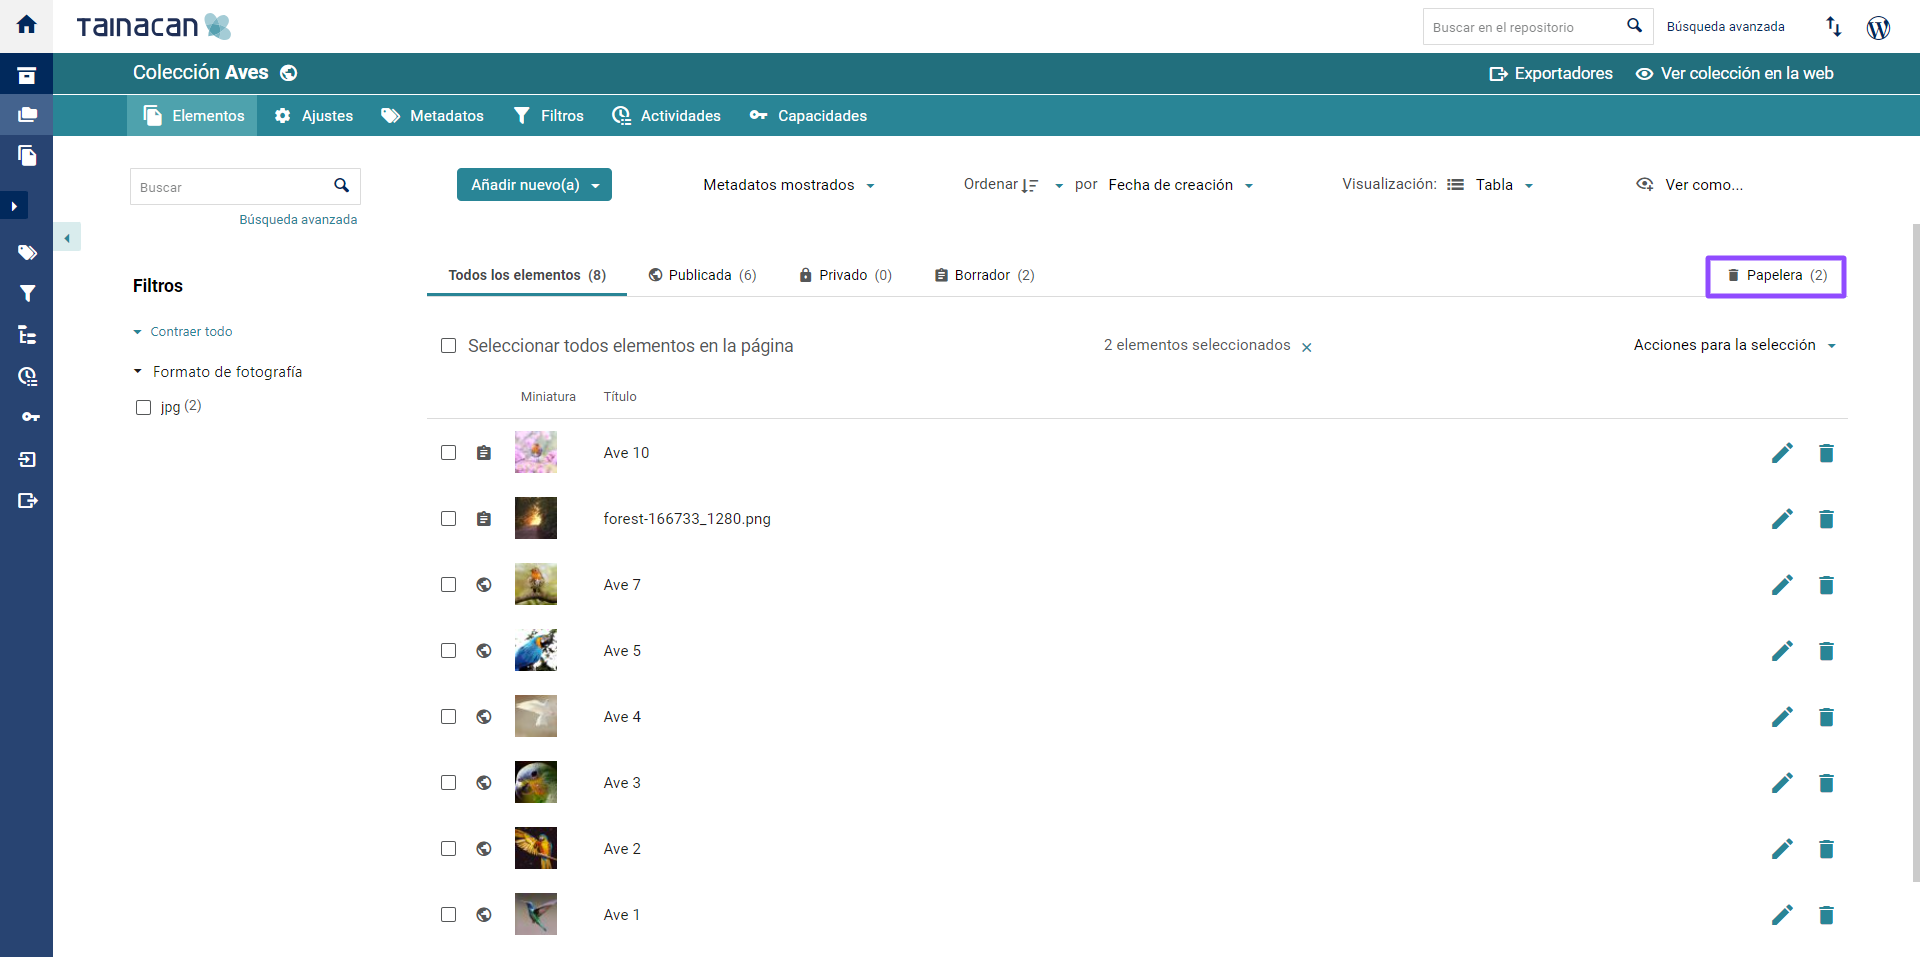 TAINACAN
Buscar en el repositorio
Búsqueda avanzada
Colección Aves
Exportadores
Ver colección en la web
Elementos
Ajustes
Metadatos
Filtros
Actividades
Capacidades
Buscar
Búsqueda avanzada
Añadir nuevo(a)
Metadatos mostrados
Ordenar
por
Fecha de creación
Visualización:
Tabla
Ver como...
Filtros
Contraer todo
Formato de fotografía
jpg (2)
Todos los elementos (8)
Publicada (6)
Privado (0)
Borrador (2)
Papelera (2)
Seleccionar todos elementos en la página
2 elementos seleccionados
Acciones para la selección
Miniatura
Título
Ave 10
forest-166733_1280.png
Ave 7
Ave 5
Ave 4
Ave 3
Ave 2
Ave 1